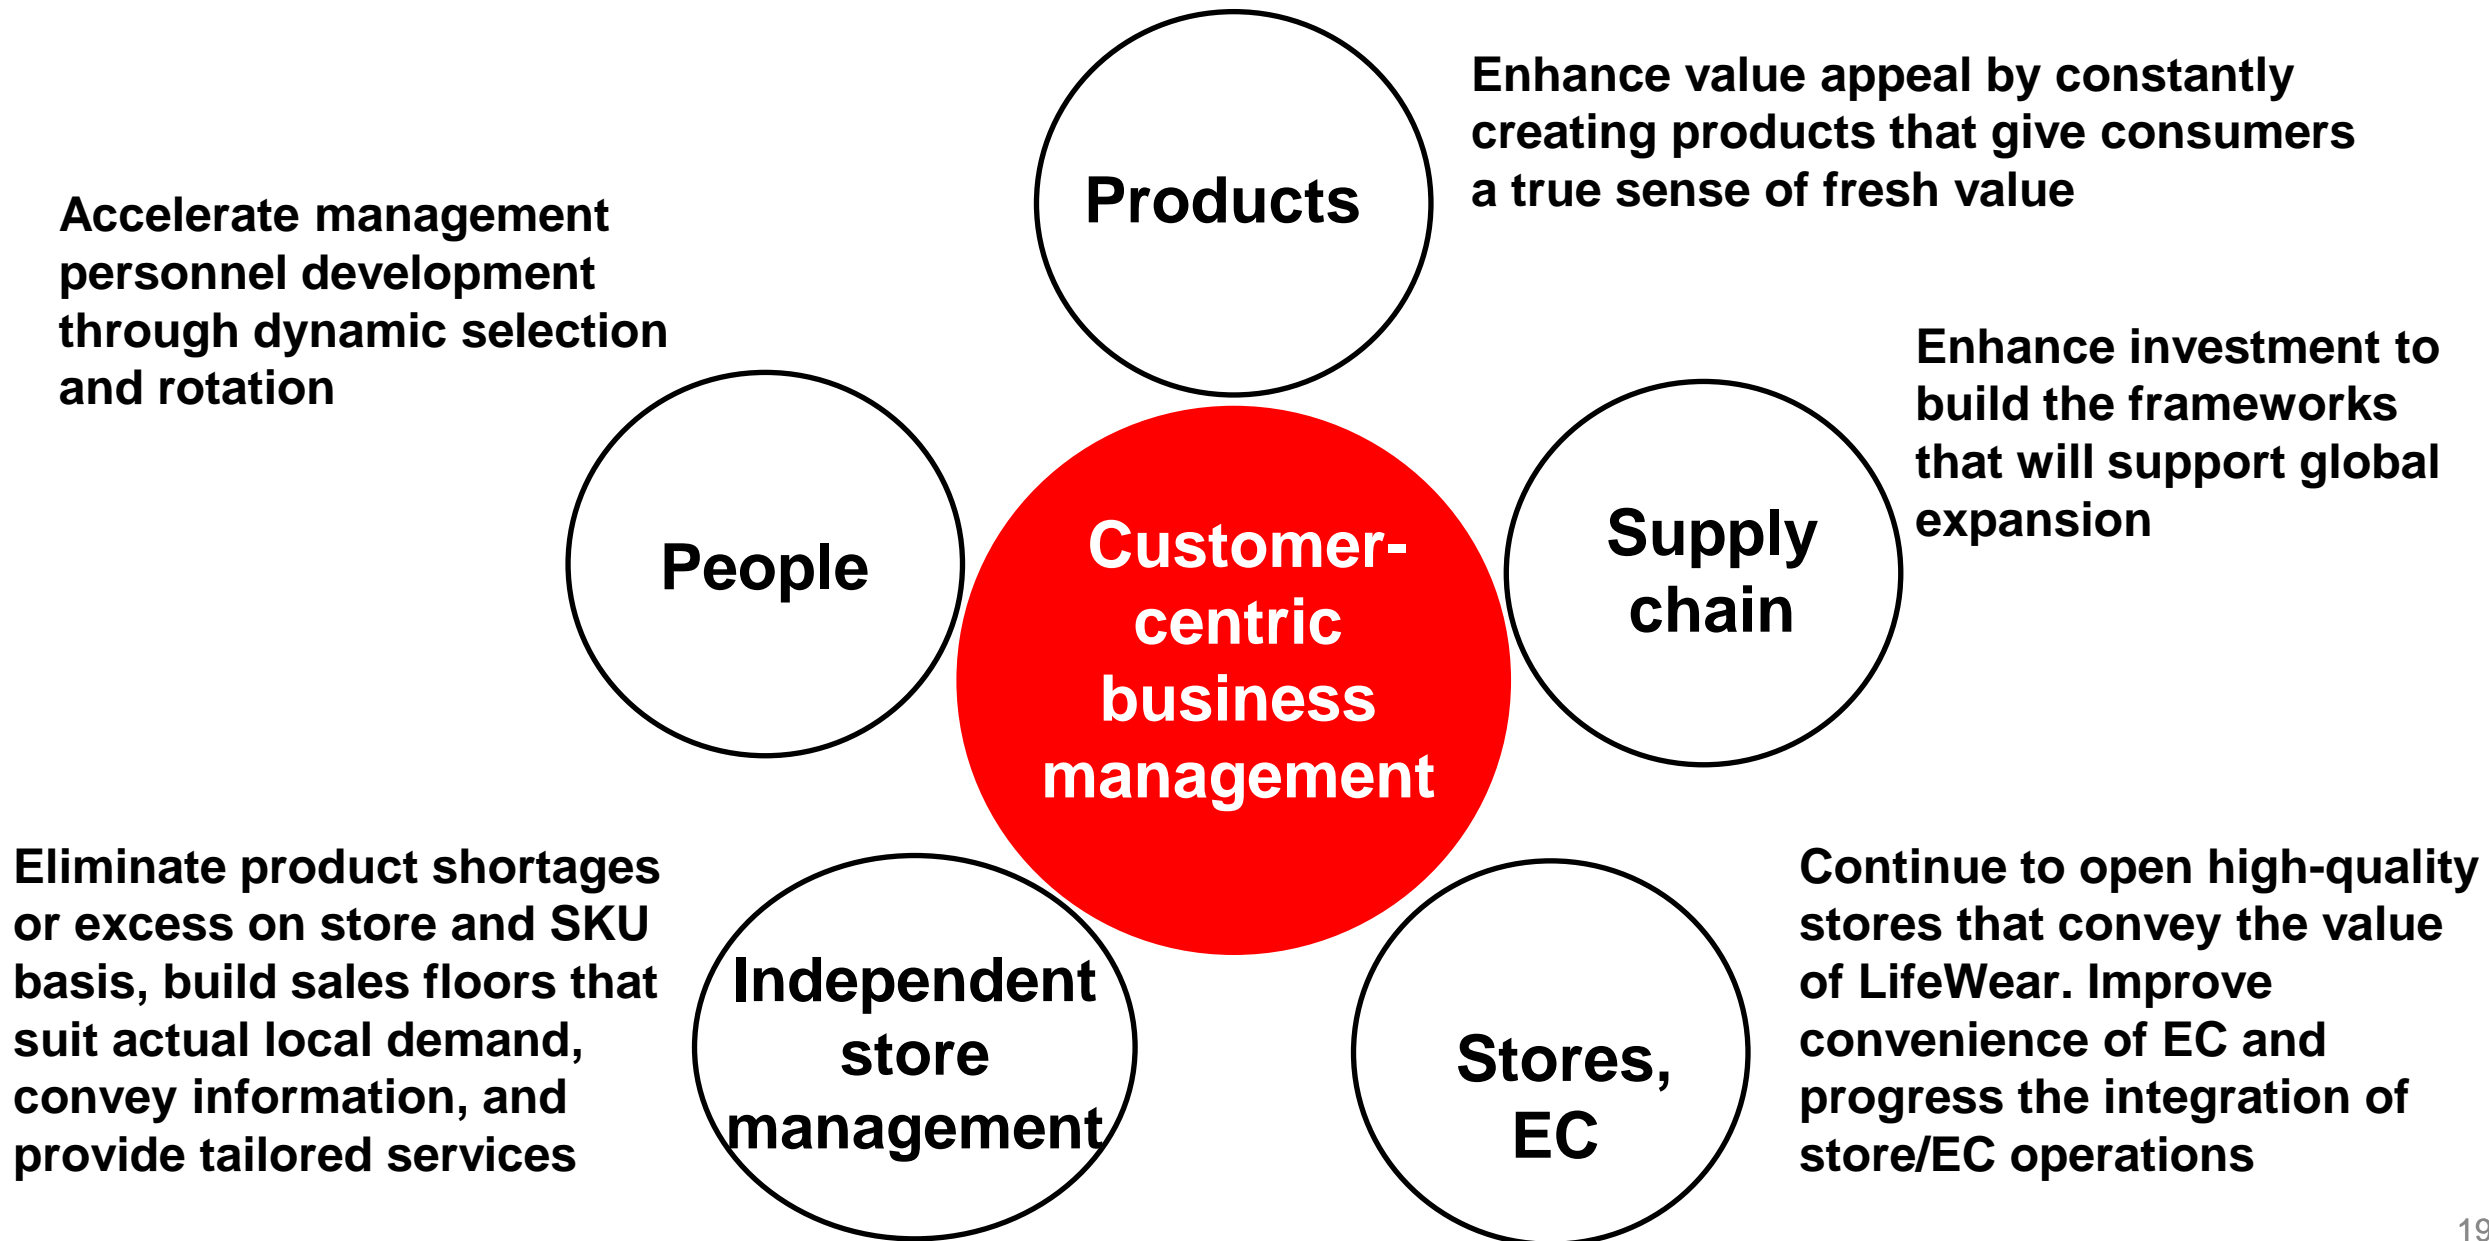 Products
Enhance value appeal by constantly
creating products that give consumers
a true sense of fresh value
Accelerate management
personnel development
through dynamic selection
and rotation
People
Customer-
centric
business
management
Supply
chain
Enhance investment to
build the frameworks
that will support global
expansion
Eliminate product shortages
or excess on store and SKU
basis, build sales floors that
suit actual local demand,
convey information, and
provide tailored services
Independent
store
management
Stores,
EC
Continue to open high-quality
stores that convey the value
of LifeWear. Improve
convenience of EC and
progress the integration of
store/EC operations
19